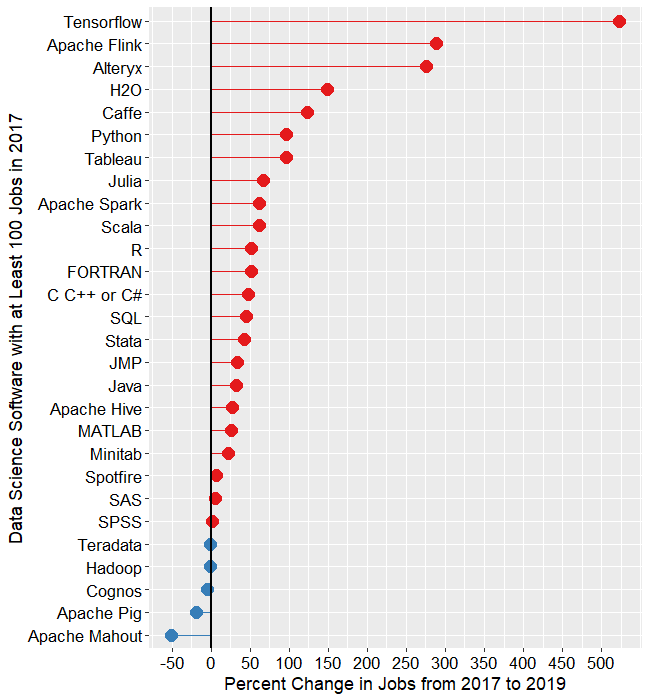 Data Science Software with at Least 100 Jobs in 2017
Tensorflow
Apache Flink
Alteryx
H2O
Caffe
Python
Tableau
Julia
Apache Spark
Scala
R
FORTRAN
C C++ or C#
SQL
Stata
JMP
Java
Apache Hive
MATLAB
Minitab
Spotfire
SAS
SPSS
Teradata
Hadoop
Cognos
Apache Pig
Apache Mahout
-50 0 50 100 150 200 250 300 350 400 450 500
Percent Change in Jobs from 2017 to 2019